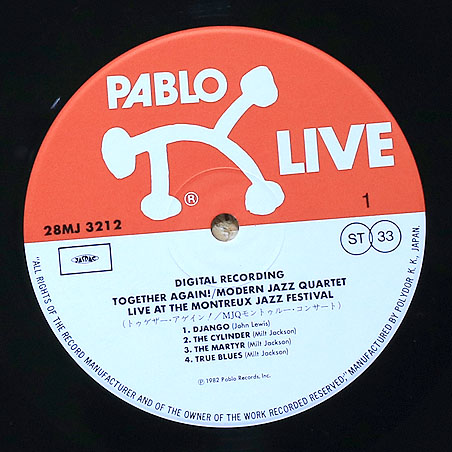 PABLO
LIVE
®
1
28MJ 3212
JASRAC
ST 33
DIGITAL RECORDING
TOGETHER AGAIN!/MODERN JAZZ QUARTET
LIVE AT THE MONTREUX JAZZ FESTIVAL
(トゥゲザー・アゲイン!/MJQモントゥルー・コンサート)
1. DJANGO (John Lewis)
2. THE CYLINDER (Milt Jackson)
3. THE MARTYR (Milt Jackson)
4. TRUE BLUES (Milt Jackson)
℗ 1982 Pablo Records, Inc.
"ALL RIGHTS OF THE RECORD MANUFACTURER AND OF THE OWNER OF THE WORK RECORDED RESERVED," MANUFACTURED BY POLYDOR K. K., JAPAN.